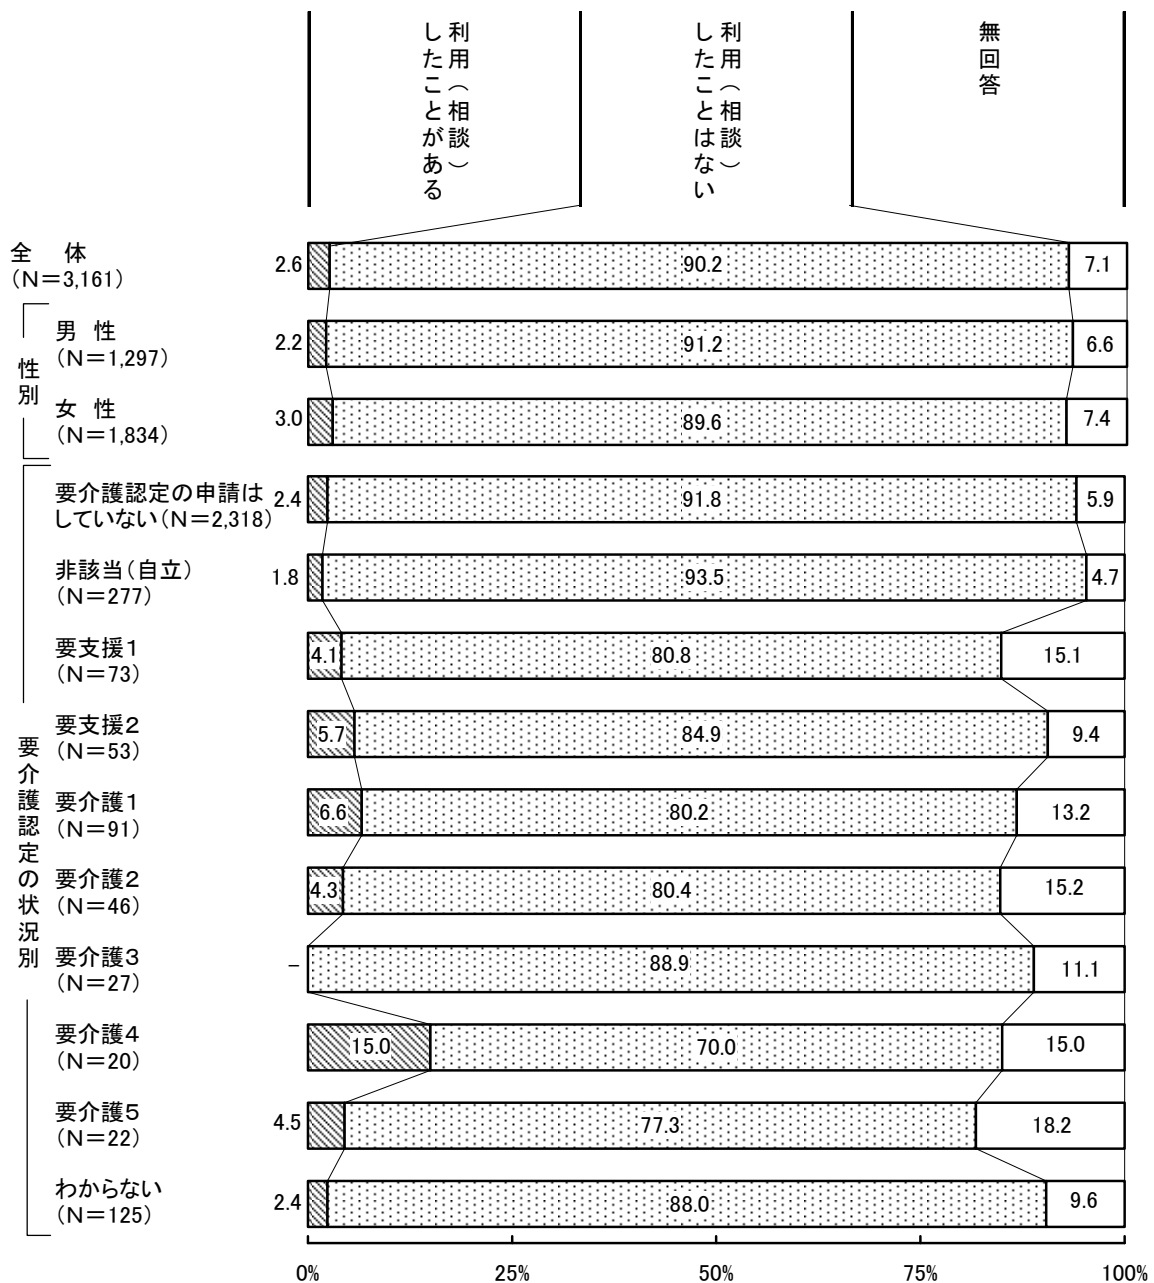 利用（相談）
したことがある
利用（相談）
したことはない
無回答
全　体
（Ｎ＝3,161）
2.6
90.2
7.1
性別
男　性
（Ｎ＝1,297）
2.2
91.2
6.6
女　性
（Ｎ＝1,834）
3.0
89.6
7.4
要介護認定の状況別
要介護認定の申請は
していない（Ｎ＝2,318）
2.4
91.8
5.9
非該当（自立）
（Ｎ＝277）
1.8
93.5
4.7
要支援１
（Ｎ＝73）
4.1
80.8
15.1
要支援２
（Ｎ＝53）
5.7
84.9
9.4
要介護１
（Ｎ＝91）
6.6
80.2
13.2
要介護２
（Ｎ＝46）
4.3
80.4
15.2
要介護３
（Ｎ＝27）
－
88.9
11.1
要介護４
（Ｎ＝20）
15.0
70.0
15.0
要介護５
（Ｎ＝22）
4.5
77.3
18.2
わからない
（Ｎ＝125）
2.4
88.0
9.6
0%
25%
50%
75%
100%